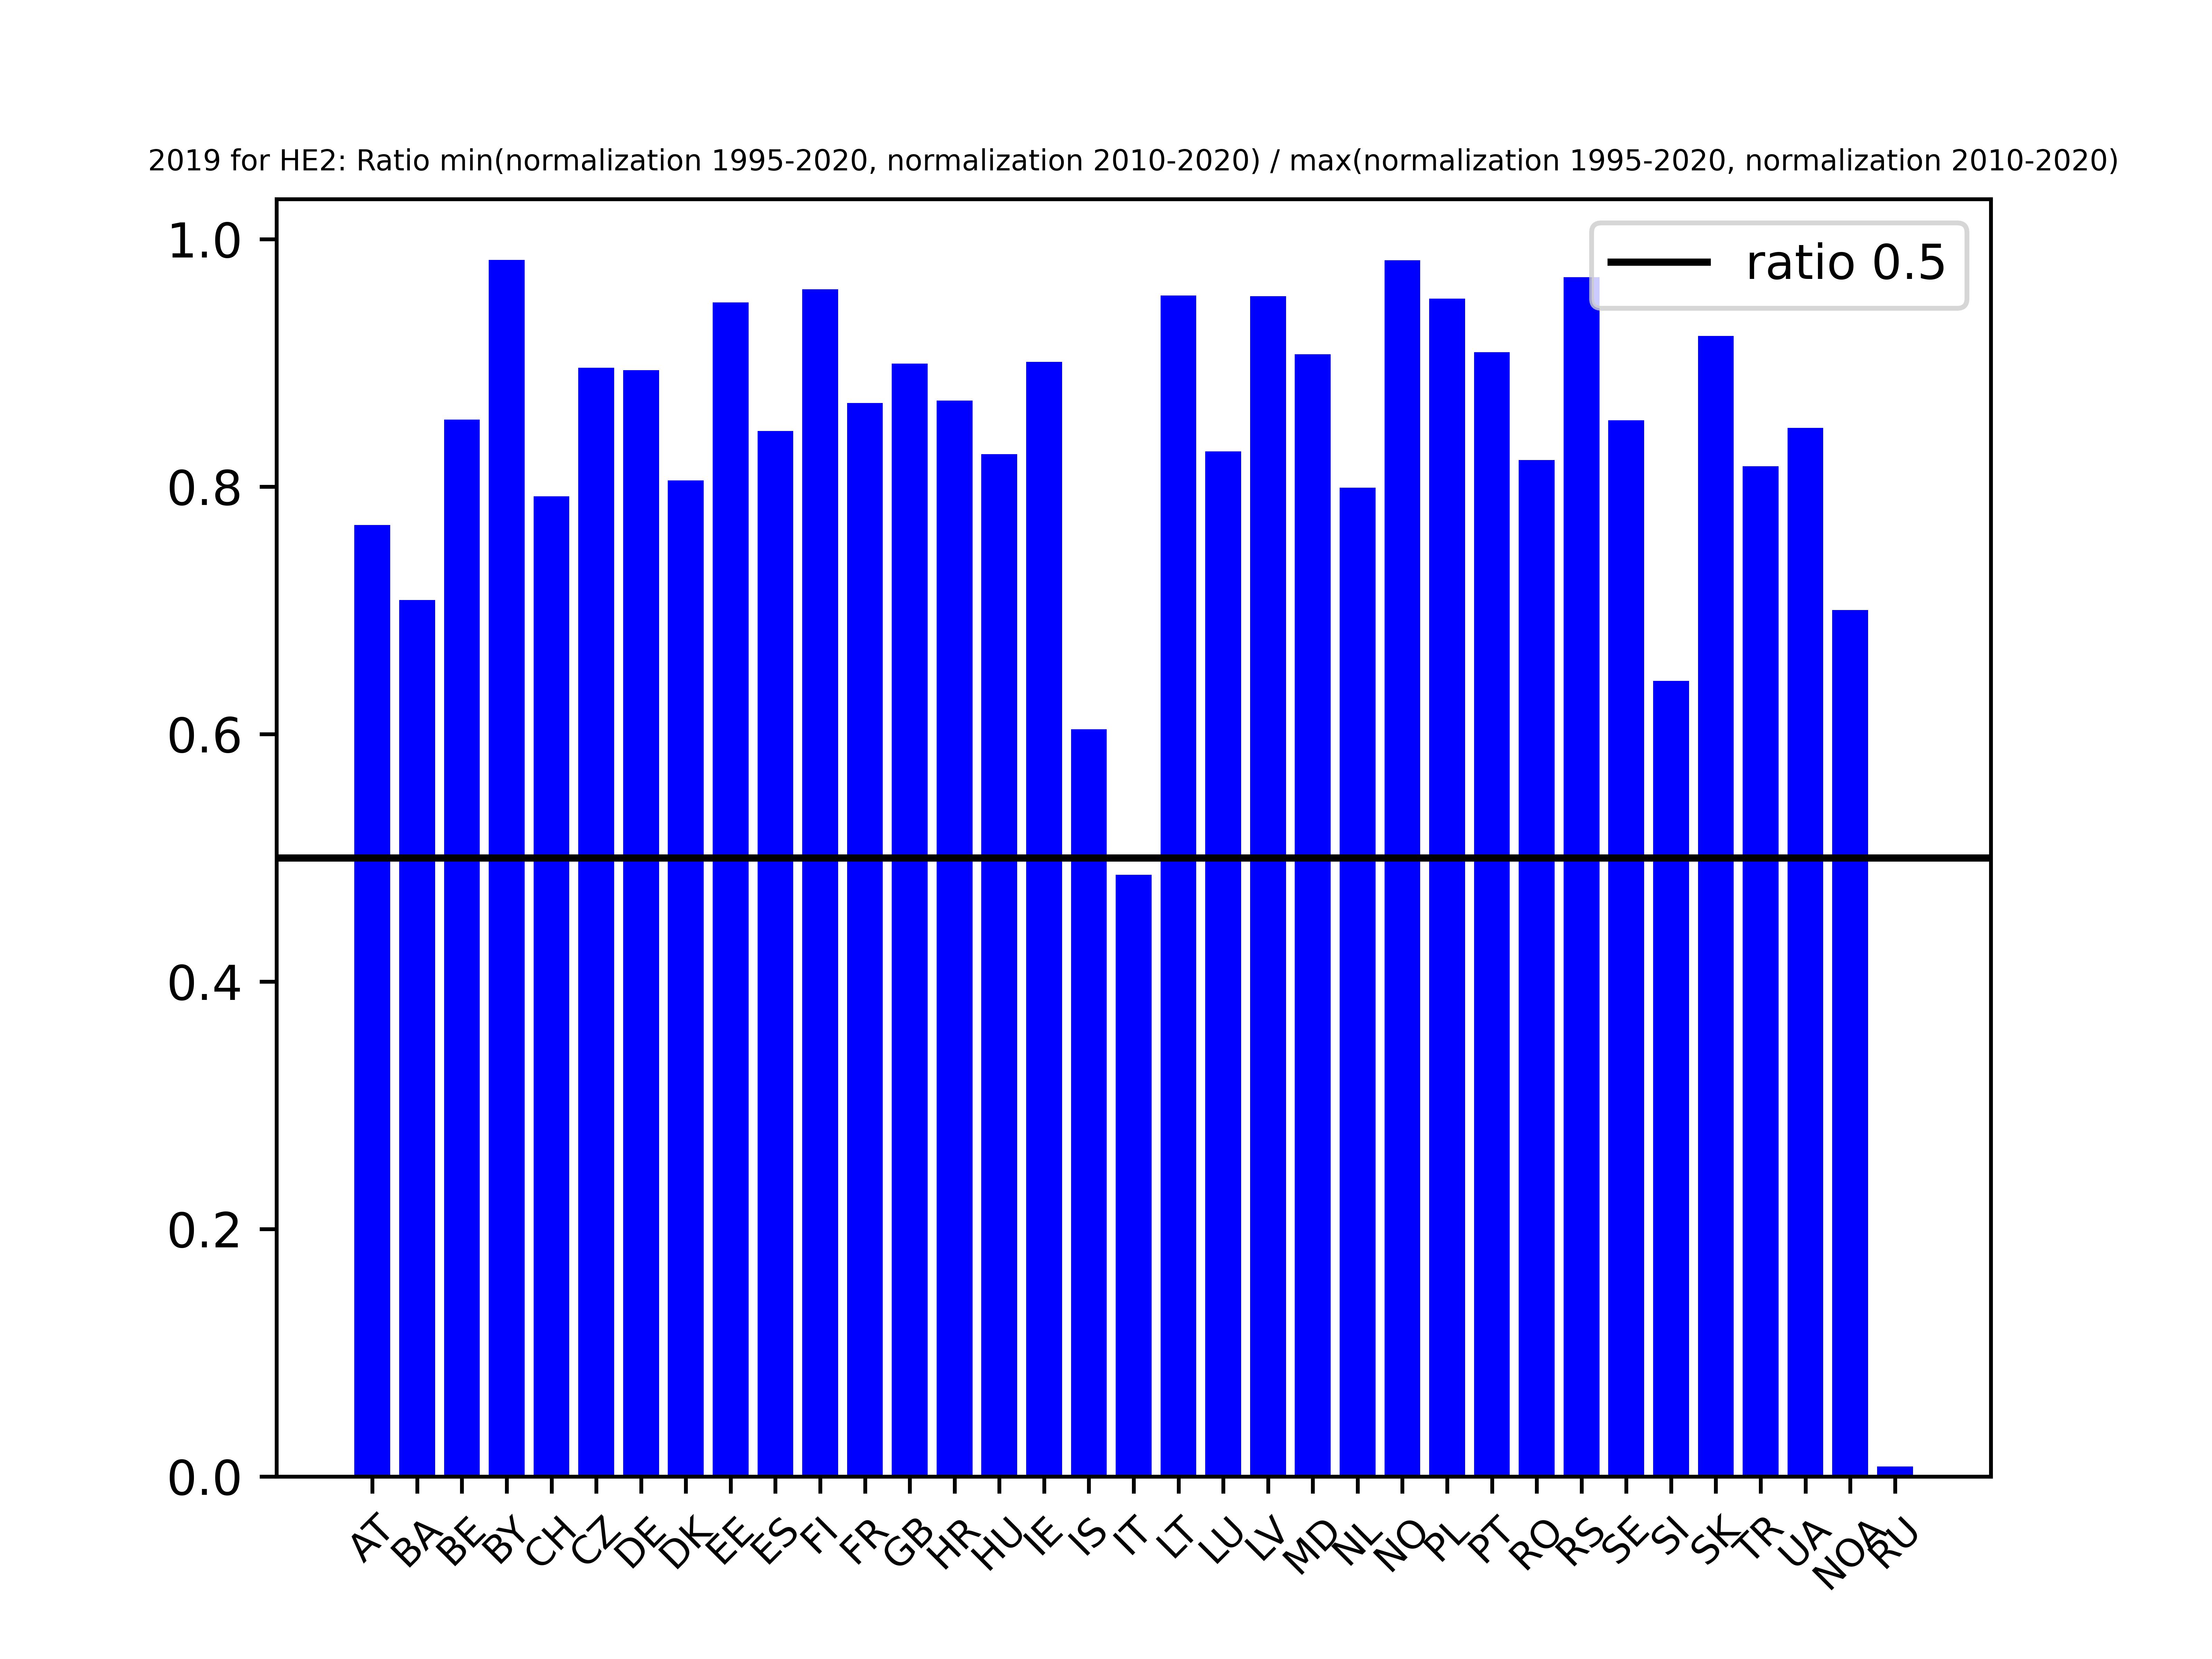 2019 for HE2: Ratio min(normalization 1995-2020, normalization 2010-2020) / max(normalization 1995-2020, normalization 2010-2020)
ratio 0.5
1.0
0.8
0.6
0.4
0.2
0.0
AT BA BE BY CH CZ DE DK EE ES FI FR GB HR HU IE IS IT LT LU LV MD NL NO PL PT RO RS SE SI SK TR UA NOA RU